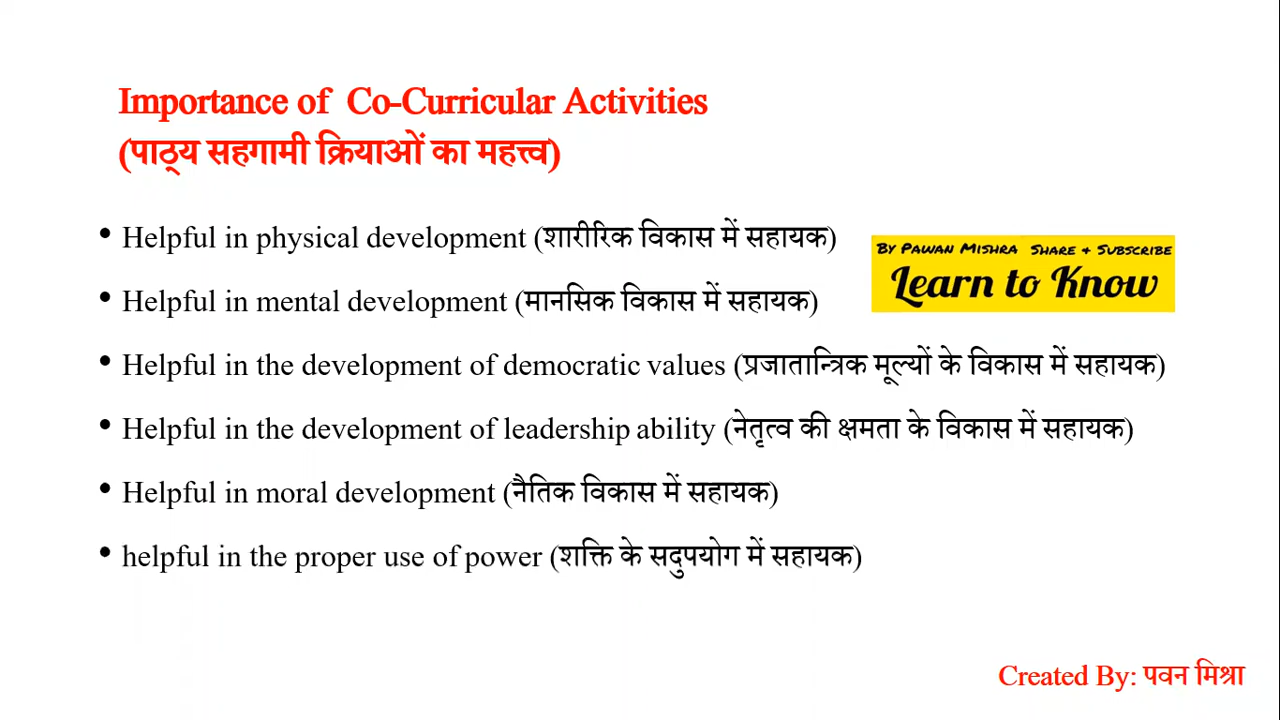 Importance of Co-Curricular Activities
(पाठ्य सहगामी क्रियाओं का महत्त्व)
• Helpful in physical development (शारीरिक विकास में सहायक)
By Pawan Mishra Share & Subscribe
Learn to Know
• Helpful in mental development (मानसिक विकास में सहायक)
• Helpful in the development of democratic values (प्रजातान्त्रिक मूल्यों के विकास में सहायक)
• Helpful in the development of leadership ability (नेतृत्व की क्षमता के विकास में सहायक)
• Helpful in moral development (नैतिक विकास में सहायक)
• helpful in the proper use of power (शक्ति के सदुपयोग में सहायक)
Created By: पवन मिश्रा